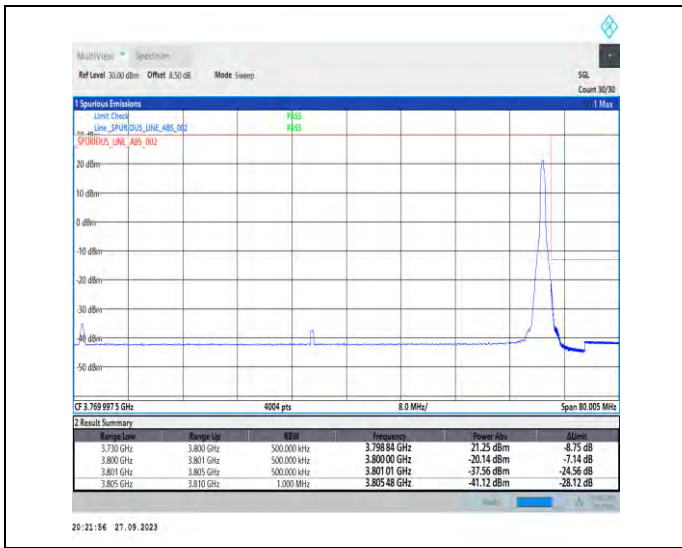 MultiView Spectrum
Ref Level 30.00 dBm Offset 8.50 dB Mode Sweep SGL
Count 30/30
1 Spurious Emissions 1 Max
Limit Check PASS
Line _SPURIOUS_LINE_ABS_002 PASS
_SPURIOUS_LINE_ABS_002
20 dBm
10 dBm
0 dBm
-10 dBm
-20 dBm
-30 dBm
-40 dBm
-50 dBm
CF 3.769 997 5 GHz 4004 pts 8.0 MHz/ Span 80.005 MHz
2 Result Summary
Range Low Range Up RBW Frequency Power Abs ΔLimit
3.730 GHz 3.800 GHz 500.000 kHz 3.798 84 GHz 21.25 dBm -8.75 dB
3.800 GHz 3.801 GHz 500.000 kHz 3.800 00 GHz -20.14 dBm -7.14 dB
3.801 GHz 3.805 GHz 500.000 kHz 3.801 01 GHz -37.56 dBm -24.56 dB
3.805 GHz 3.810 GHz 1.000 MHz 3.805 48 GHz -41.12 dBm -28.12 dB
20:21:56 27.09.2023